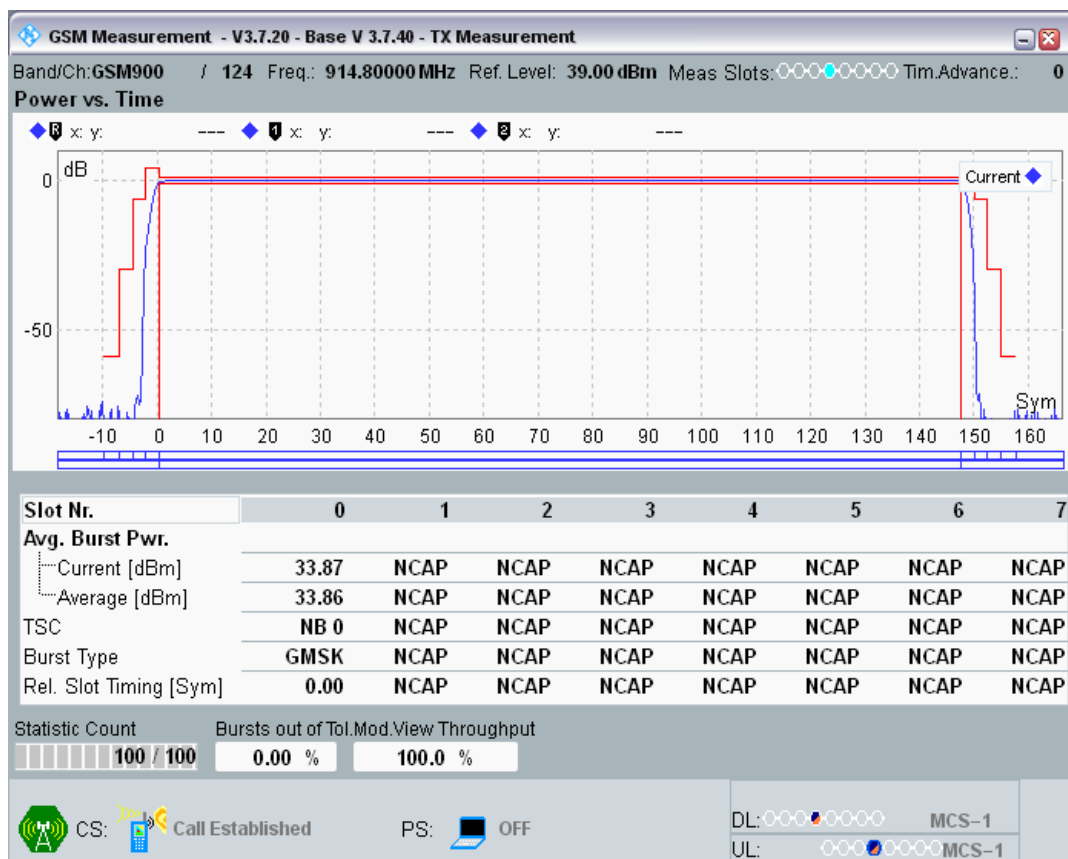 GSM Measurement - V3.7.20 - Base V 3.7.40 - TX Measurement
Band/Ch:GSM900 / 124 Freq.: 914.80000 MHz Ref. Level: 39.00 dBm Meas Slots: Tim.Advance.: 0
Power vs. Time
R x: y: --- 1 x: y: --- 2 x: y: ---
dB
Current
0
-50
Sym
-10 0 10 20 30 40 50 60 70 80 90 100 110 120 130 140 150 160
Slot Nr. 0 1 2 3 4 5 6 7
Avg. Burst Pwr.
Current [dBm] 33.87 NCAP NCAP NCAP NCAP NCAP NCAP NCAP
Average [dBm] 33.86 NCAP NCAP NCAP NCAP NCAP NCAP NCAP
TSC NB 0 NCAP NCAP NCAP NCAP NCAP NCAP NCAP
Burst Type GMSK NCAP NCAP NCAP NCAP NCAP NCAP NCAP
Rel. Slot Timing [Sym] 0.00 NCAP NCAP NCAP NCAP NCAP NCAP NCAP
Statistic Count Bursts out of Tol. Mod.View Throughput
100 / 100 0.00 % 100.0 %
CS: Call Established PS: OFF
DL: MCS-1
UL: MCS-1